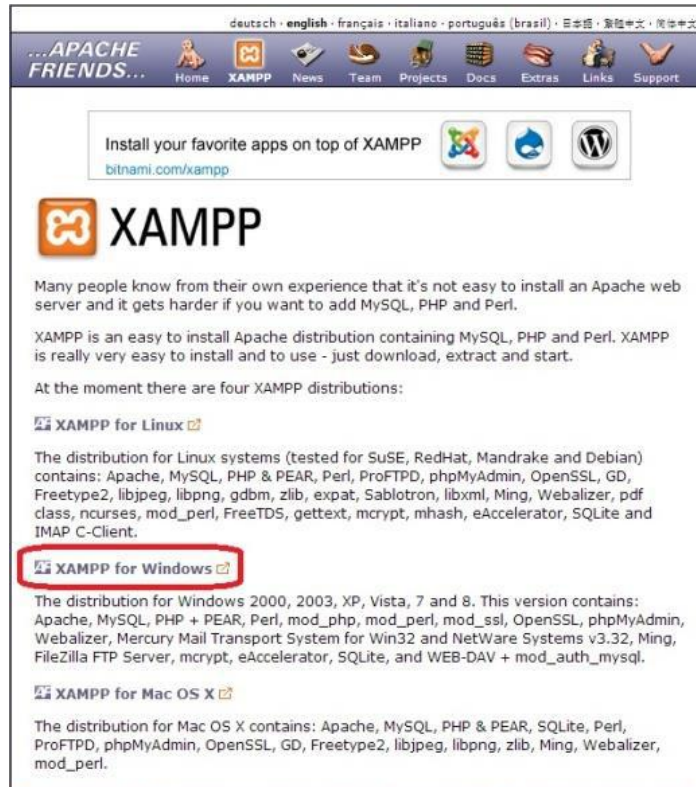 deutsch · english · français · italiano · português (brasil) · 日本語 · 繁體中文 · 简体中文
...APACHE
FRIENDS...
Home XAMPP News Team Projects Docs Extras Links Support
Install your favorite apps on top of XAMPP
bitnami.com/xampp
XAMPP
Many people know from their own experience that it's not easy to install an Apache web
server and it gets harder if you want to add MySQL, PHP and Perl.
XAMPP is an easy to install Apache distribution containing MySQL, PHP and Perl. XAMPP
is really very easy to install and to use - just download, extract and start.
At the moment there are four XAMPP distributions:
XAMPP for Linux
The distribution for Linux systems (tested for SuSE, RedHat, Mandrake and Debian)
contains: Apache, MySQL, PHP & PEAR, Perl, ProFTPD, phpMyAdmin, OpenSSL, GD,
Freetype2, libjpeg, libpng, gdbm, zlib, expat, Sablotron, libxml, Ming, Webalizer, pdf
class, ncurses, mod_perl, FreeTDS, gettext, mcrypt, mhash, eAccelerator, SQLite and
IMAP C-Client.
XAMPP for Windows
The distribution for Windows 2000, 2003, XP, Vista, 7 and 8. This version contains:
Apache, MySQL, PHP + PEAR, Perl, mod_php, mod_perl, mod_ssl, OpenSSL, phpMyAdmin,
Webalizer, Mercury Mail Transport System for Win32 and NetWare Systems v3.32, Ming,
FileZilla FTP Server, mcrypt, eAccelerator, SQLite, and WEB-DAV + mod_auth_mysql.
XAMPP for Mac OS X
The distribution for Mac OS X contains: Apache, MySQL, PHP & PEAR, SQLite, Perl,
ProFTPD, phpMyAdmin, OpenSSL, GD, Freetype2, libjpeg, libpng, zlib, Ming, Webalizer,
mod_perl.